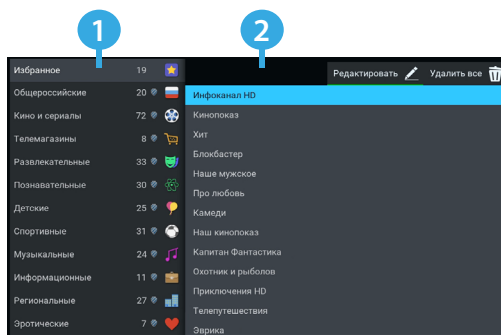 1
2
Избранное 19
Общероссийские 20
Кино и сериалы 72
Телемагазины 8
Развлекательные 33
Познавательные 30
Детские 25
Спортивные 31
Музыкальные 24
Информационные 11
Региональные 27
Эротические 7
Редактировать Удалить все
Инфоканал HD
Кинопоказ
Хит
Блокбастер
Наше мужское
Про любовь
Камеди
Наш кинопоказ
Капитан Фантастика
Охотник и рыболов
Приключения HD
Телепутешествия
Эврика